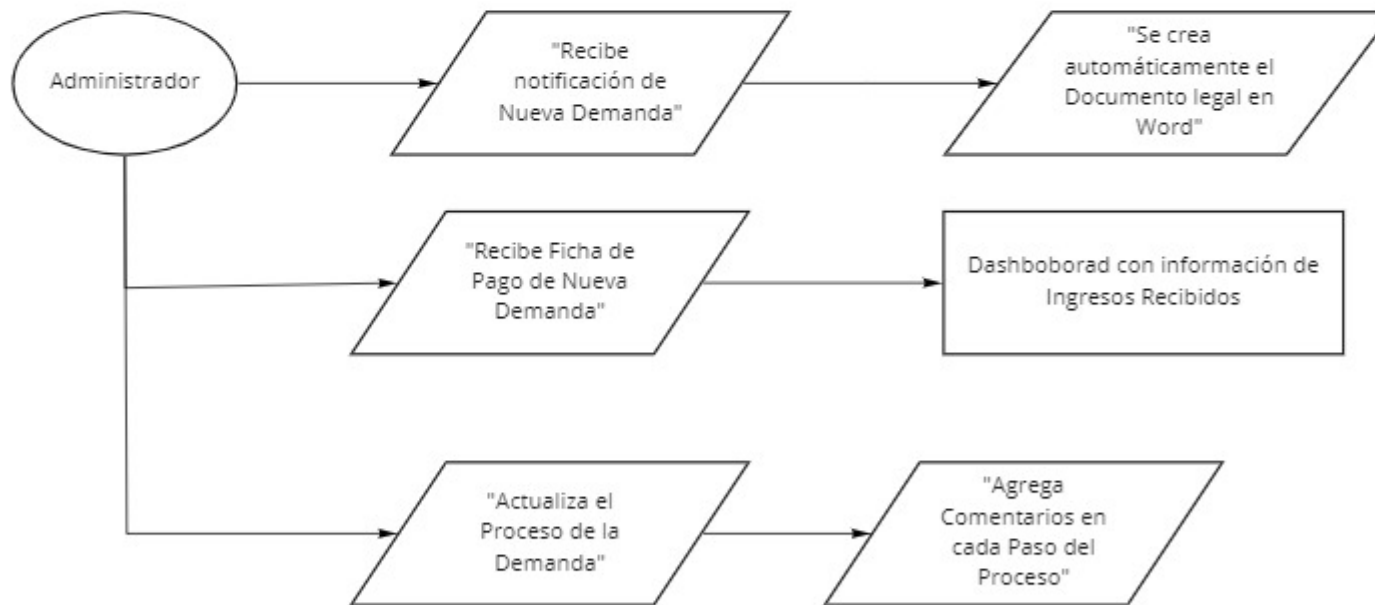 Administrador
"Recibe
notificación de
Nueva Demanda"
"Se crea
automáticamente el
Documento legal en
Word"
"Recibe Ficha de
Pago de Nueva
Demanda"
Dashboborad con información de
Ingresos Recibidos
"Actualiza el
Proceso de la
Demanda"
"Agrega
Comentarios en
cada Paso del
Proceso"